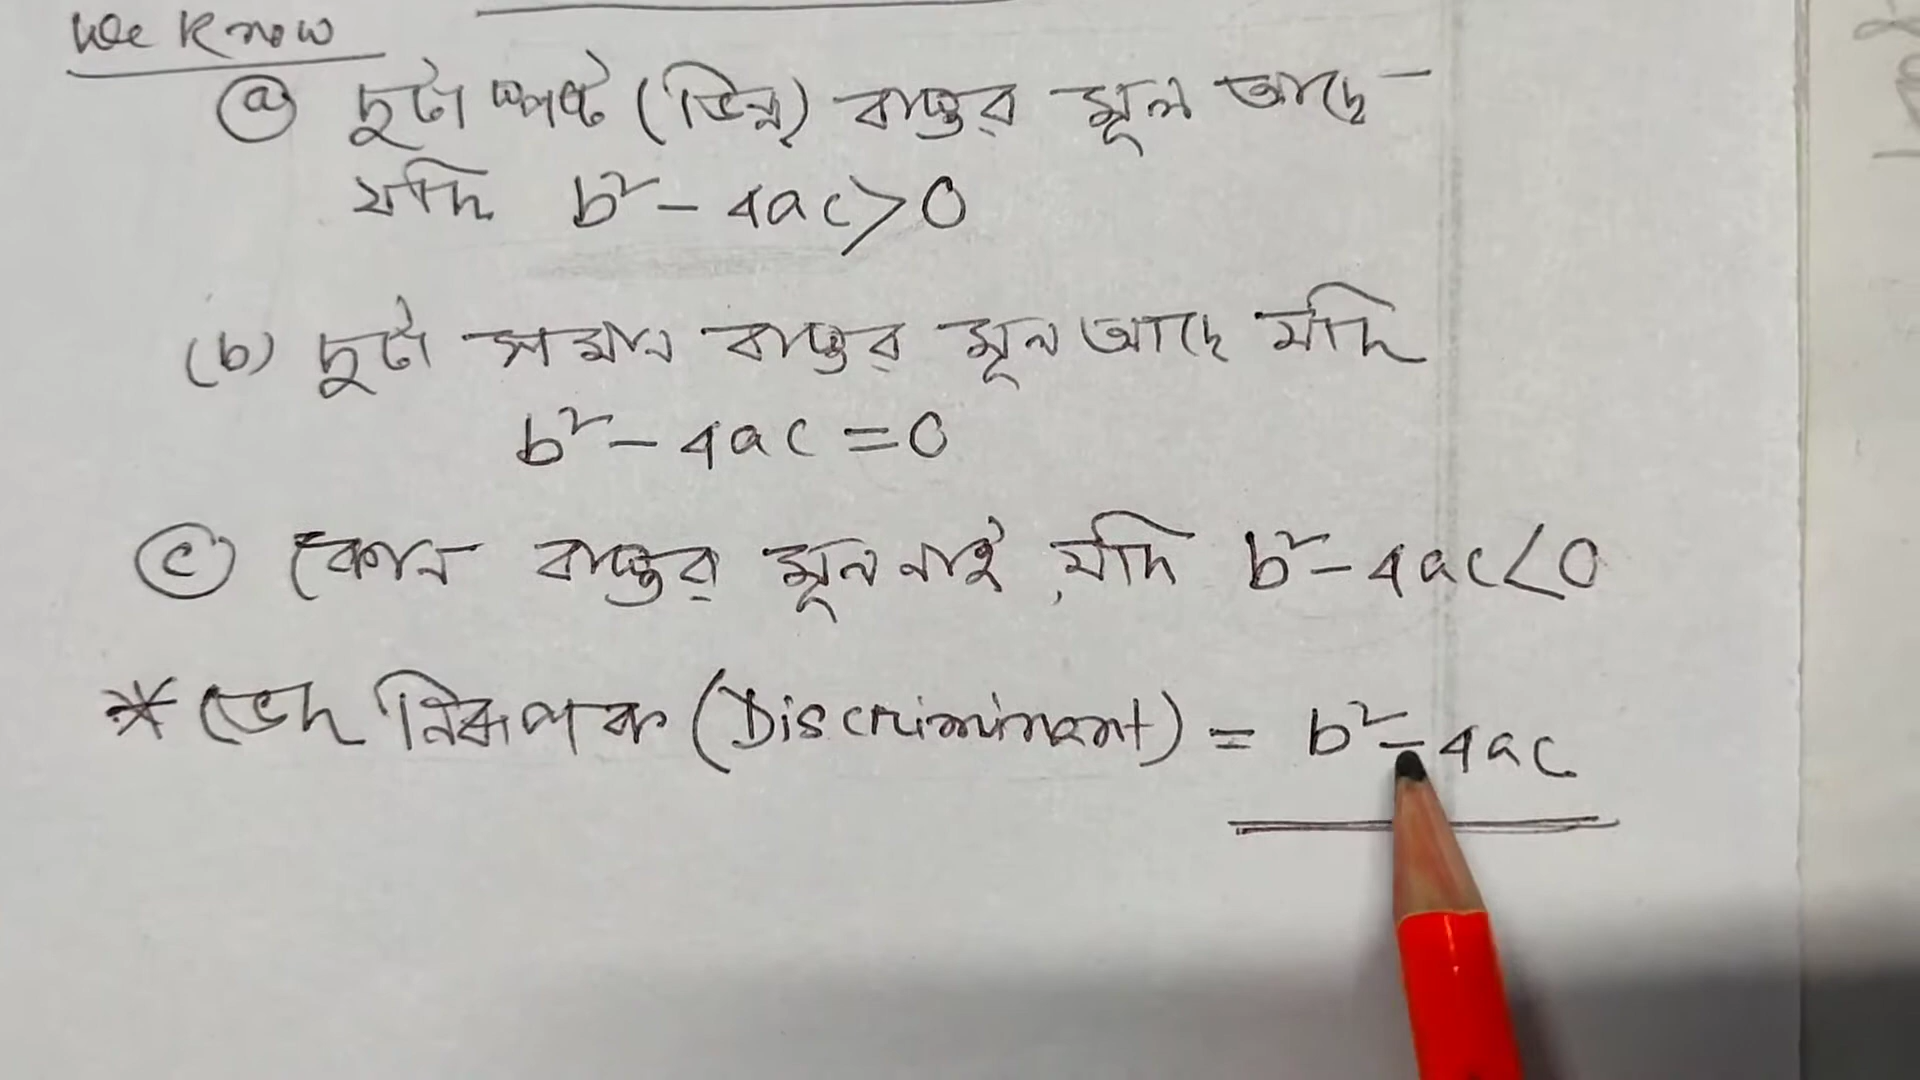 We know
ⓐ দুটা স্পষ্ট (ভিন্ন) বাস্তব মূল আছে
যদি b² - 4ac > 0
(b) দুটা সমান বাস্তব মূল আছে যদি
b² - 4ac = 0
ⓒ কোন বাস্তব মূল নাই, যদি b² - 4ac < 0
* ভেদ নিৰূপক (Discriminant) = b² - 4ac